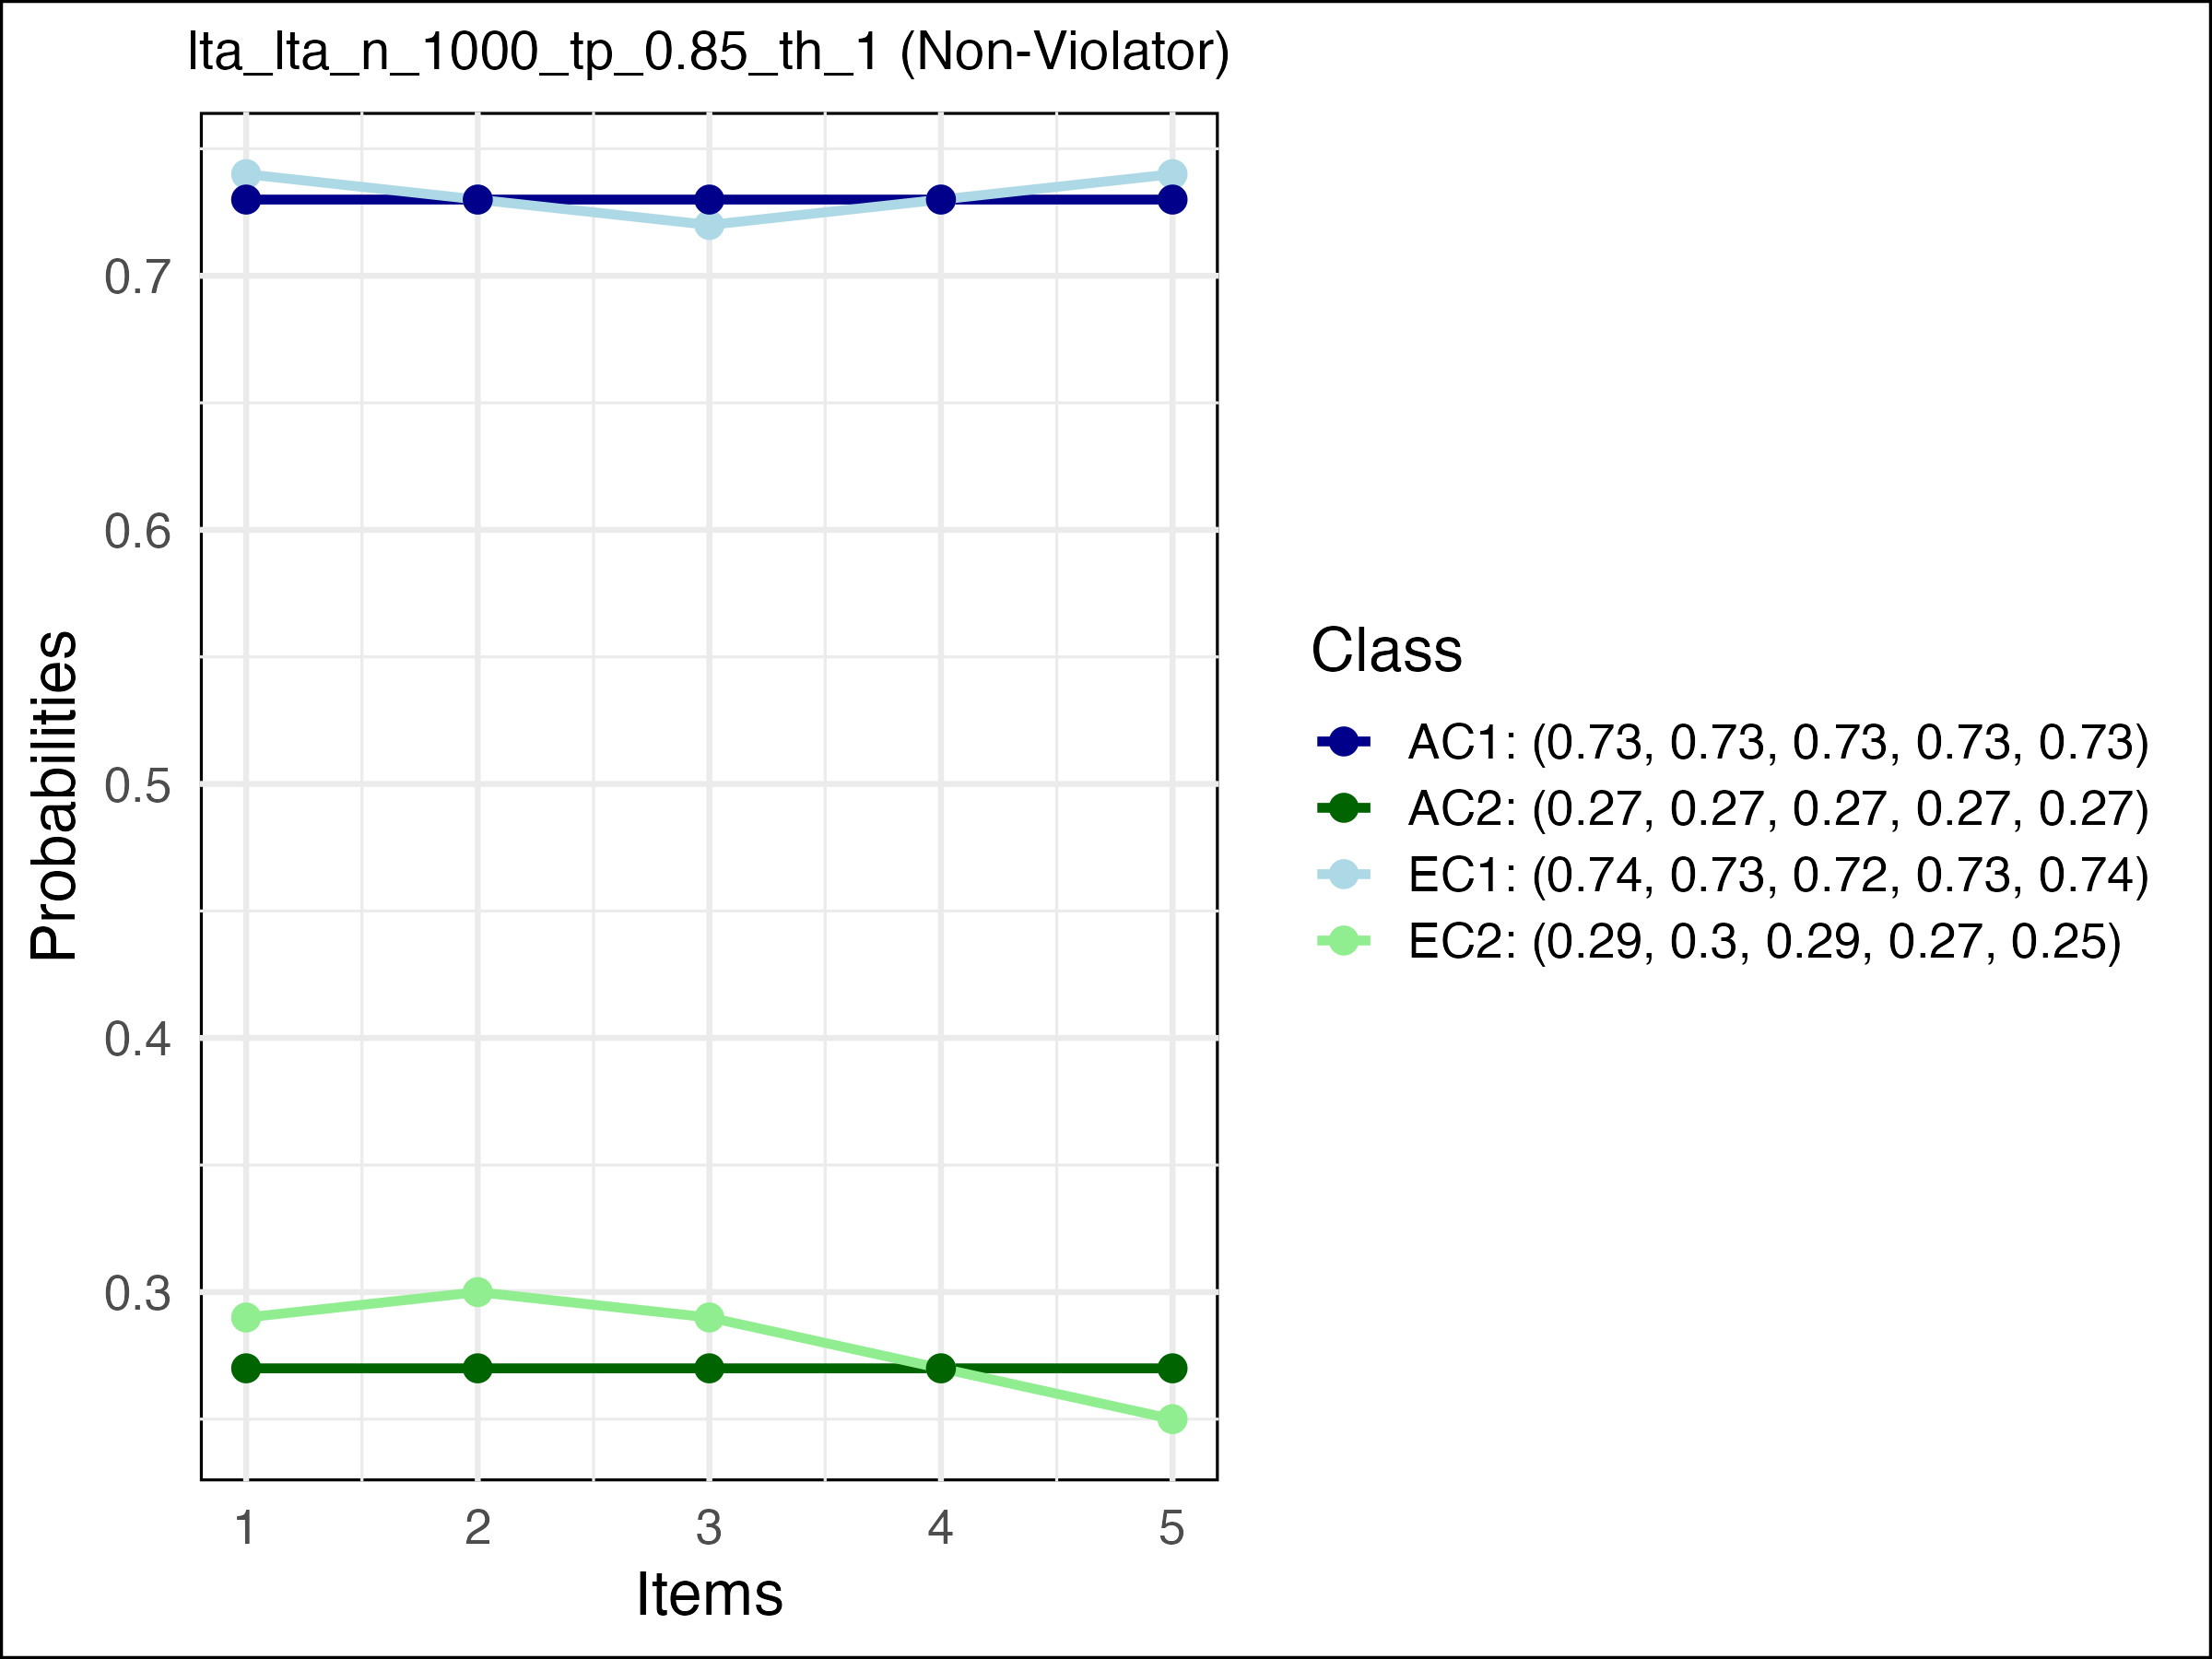 lta_lta_n_1000_tp_0.85_th_1 (Non-Violator)
Probabilities
0.7
0.6
0.5
0.4
0.3
1 2 3 4 5
Items
Class
AC1: (0.73, 0.73, 0.73, 0.73, 0.73)
AC2: (0.27, 0.27, 0.27, 0.27, 0.27)
EC1: (0.74, 0.73, 0.72, 0.73, 0.74)
EC2: (0.29, 0.3, 0.29, 0.27, 0.25)